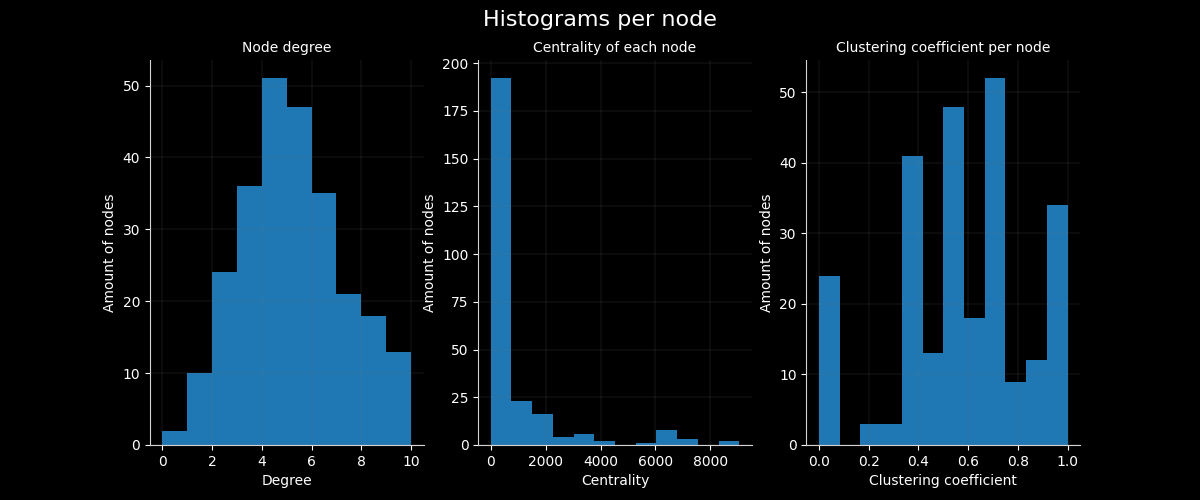 Histograms per node
Node degree
Amount of nodes
50
40
30
20
10
0
0 2 4 6 8 10
Degree
Centrality of each node
Amount of nodes
200
175
150
125
100
75
50
25
0
0 2000 4000 6000 8000
Centrality
Clustering coefficient per node
Amount of nodes
50
40
30
20
10
0
0.0 0.2 0.4 0.6 0.8 1.0
Clustering coefficient